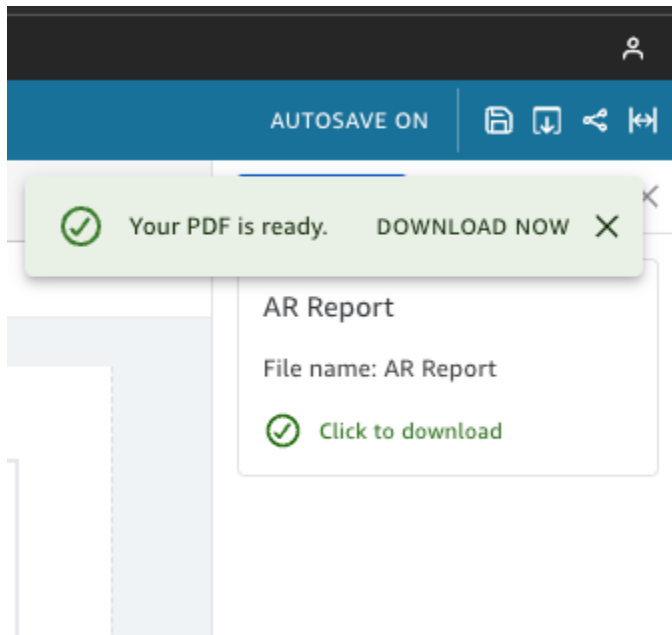 AUTOSAVE ON
Your PDF is ready. DOWNLOAD NOW
AR Report
File name: AR Report
Click to download